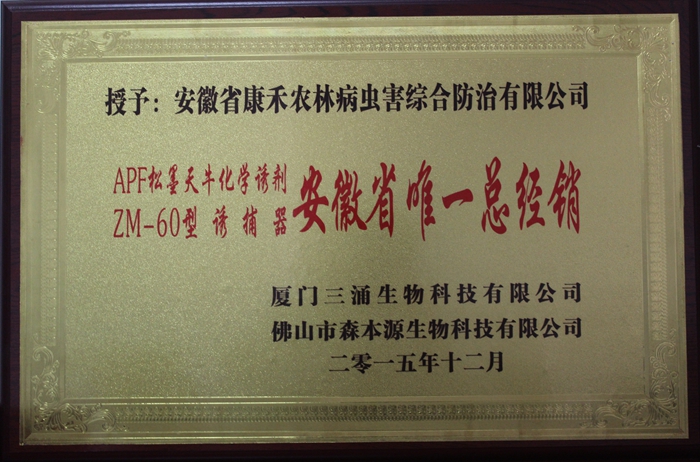 授予：安徽省康禾农林病虫害综合防治有限公司
APF松墨天牛化学诱剂
ZM-60型 诱捕器
安徽省唯一总经销
厦门三涌生物科技有限公司
佛山市森本源生物科技有限公司
二零一五年十二月